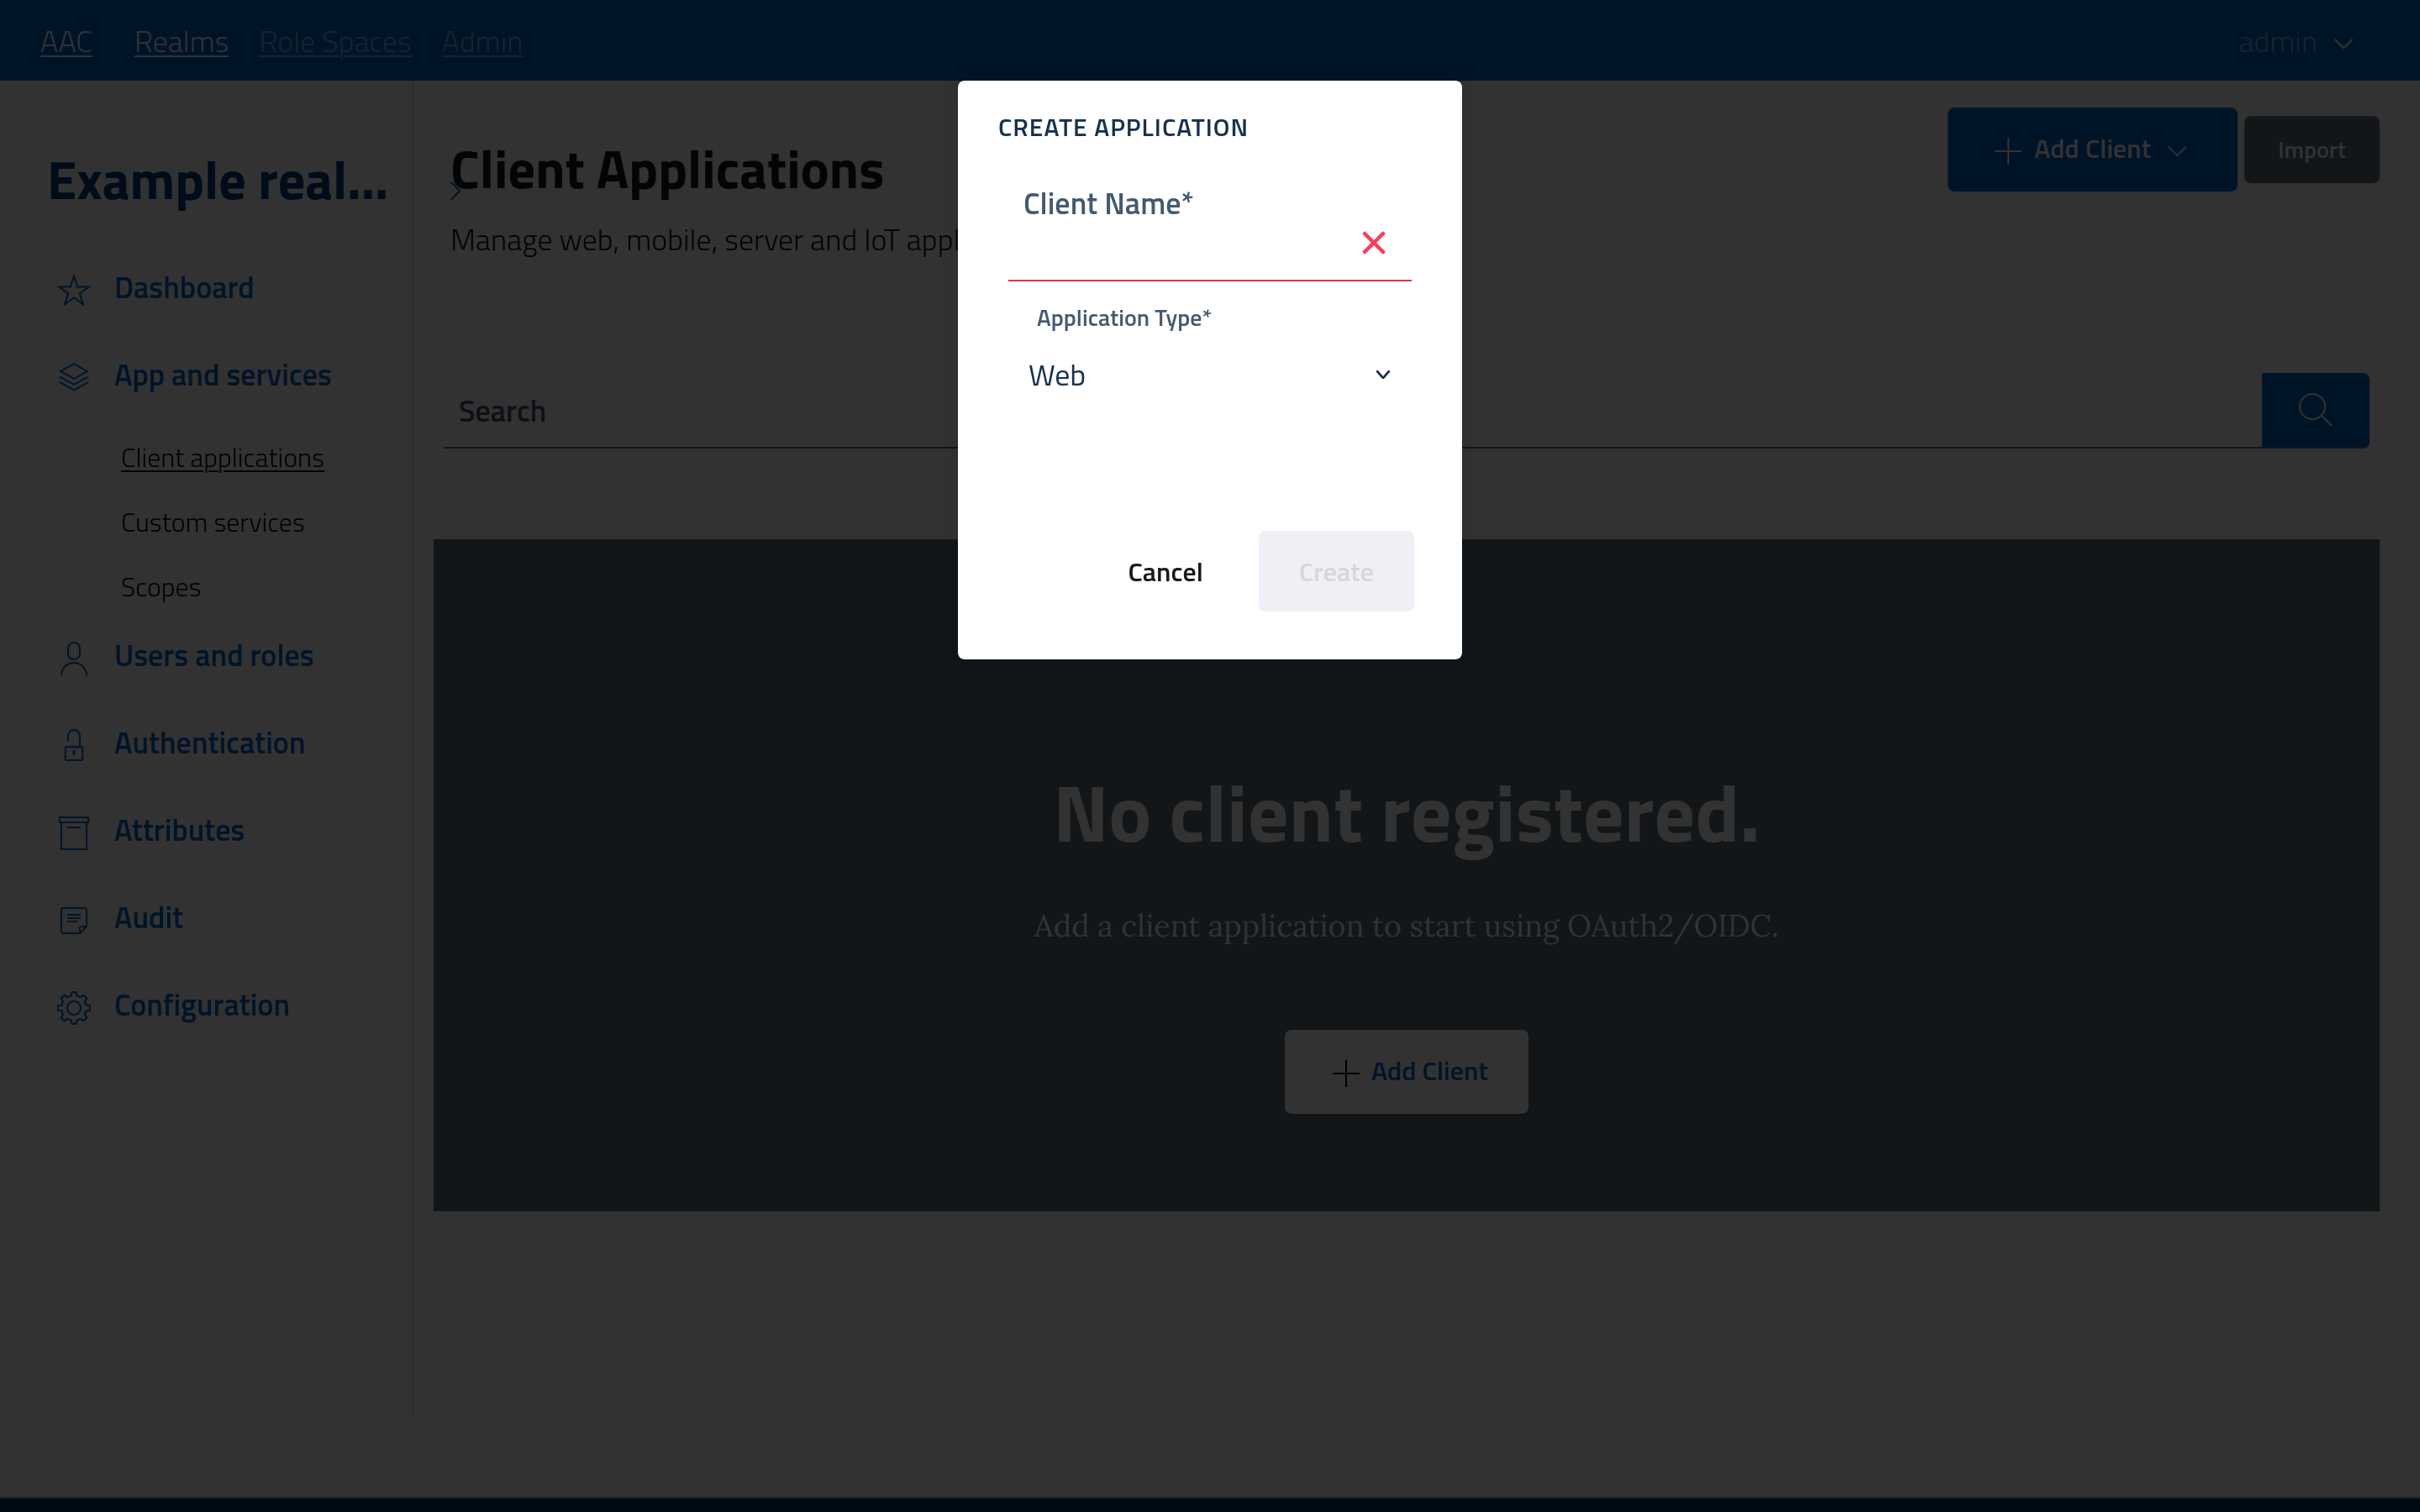 AAC Realms Role Spaces Admin admin
Example real...
Dashboard
App and services
Client applications
Custom services
Scopes
Users and roles
Authentication
Attributes
Audit
Configuration
Client Applications
Manage web, mobile, server and IoT appl
Add Client
Import
Search
CREATE APPLICATION
Client Name*
Application Type*
Web
Cancel
Create
No client registered.
Add a client application to start using OAuth2/OIDC.
Add Client